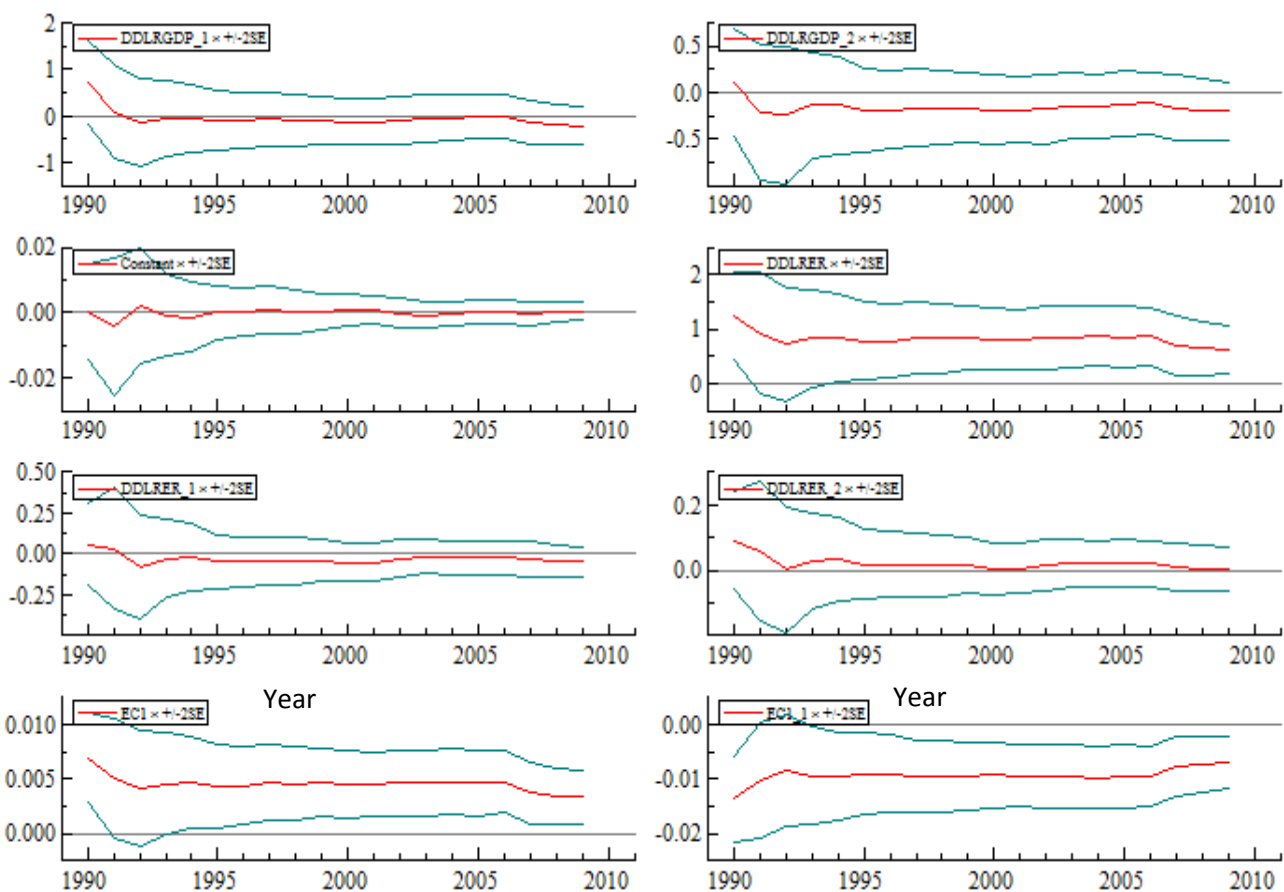 DDLRGDP_1 × +/-2SE
2
1
0
-1
1990 1995 2000 2005 2010
DDLRGDP_2 × +/-2SE
0.5
0.0
-0.5
1990 1995 2000 2005 2010
Constant × +/-2SE
0.02
0.00
-0.02
1990 1995 2000 2005 2010
DDLRER × +/-2SE
2
1
0
1990 1995 2000 2005 2010
DDLRER_1 × +/-2SE
0.50
0.25
0.00
-0.25
1990 1995 2000 2005 2010
DDLRER_2 × +/-2SE
0.2
0.0
1990 1995 2000 2005 2010
Year
EC1 × +/-2SE
0.010
0.005
0.000
1990 1995 2000 2005 2010
Year
EC1_1 × +/-2SE
0.00
-0.01
-0.02
1990 1995 2000 2005 2010